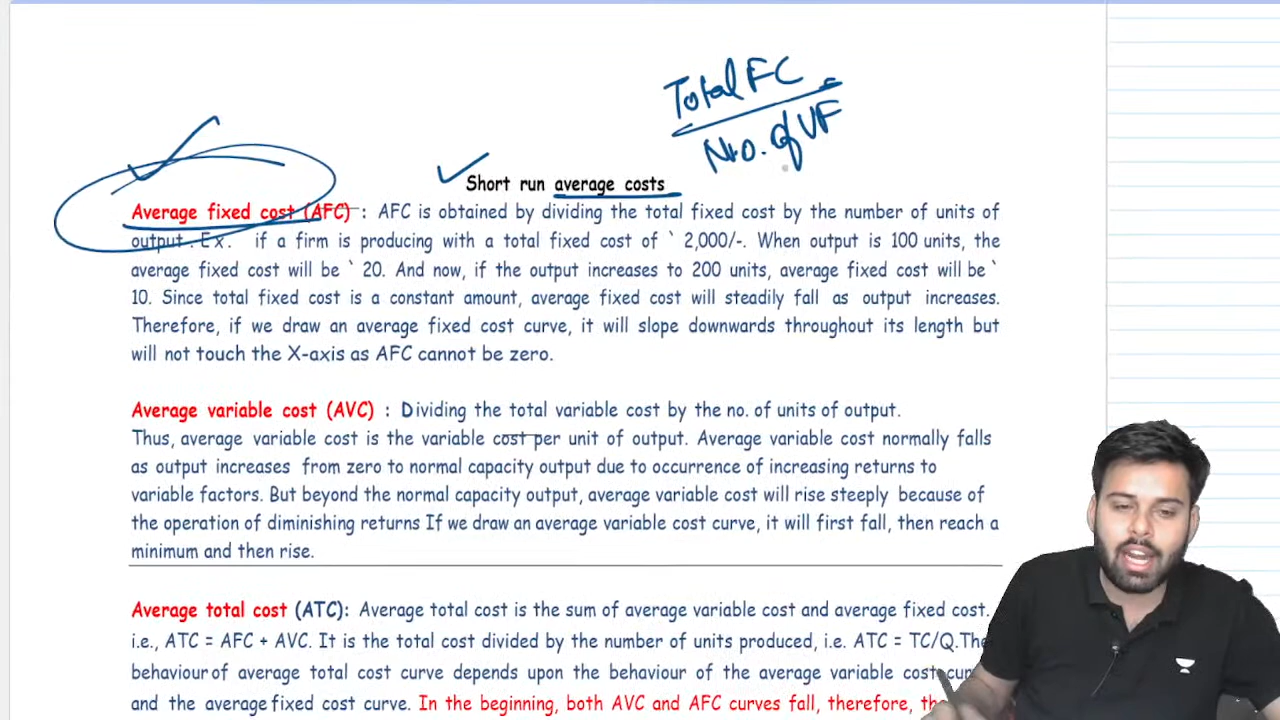 Total FC
No. of VF
Short run average costs
Average fixed cost (AFC) : AFC is obtained by dividing the total fixed cost by the number of units of
output . Ex. if a firm is producing with a total fixed cost of ` 2,000/-. When output is 100 units, the
average fixed cost will be ` 20. And now, if the output increases to 200 units, average fixed cost will be `
10. Since total fixed cost is a constant amount, average fixed cost will steadily fall as output increases.
Therefore, if we draw an average fixed cost curve, it will slope downwards throughout its length but
will not touch the X-axis as AFC cannot be zero.
Average variable cost (AVC) : Dividing the total variable cost by the no. of units of output.
Thus, average variable cost is the variable cost per unit of output. Average variable cost normally falls
as output increases from zero to normal capacity output due to occurrence of increasing returns to
variable factors. But beyond the normal capacity output, average variable cost will rise steeply because of
the operation of diminishing returns If we draw an average variable cost curve, it will first fall, then reach a
minimum and then rise.
Average total cost (ATC): Average total cost is the sum of average variable cost and average fixed cost.
i.e., ATC = AFC + AVC. It is the total cost divided by the number of units produced, i.e. ATC = TC/Q.The
behaviour of average total cost curve depends upon the behaviour of the average variable cost
and the average fixed cost curve. In the beginning, both AVC and AFC curves fall, therefore,